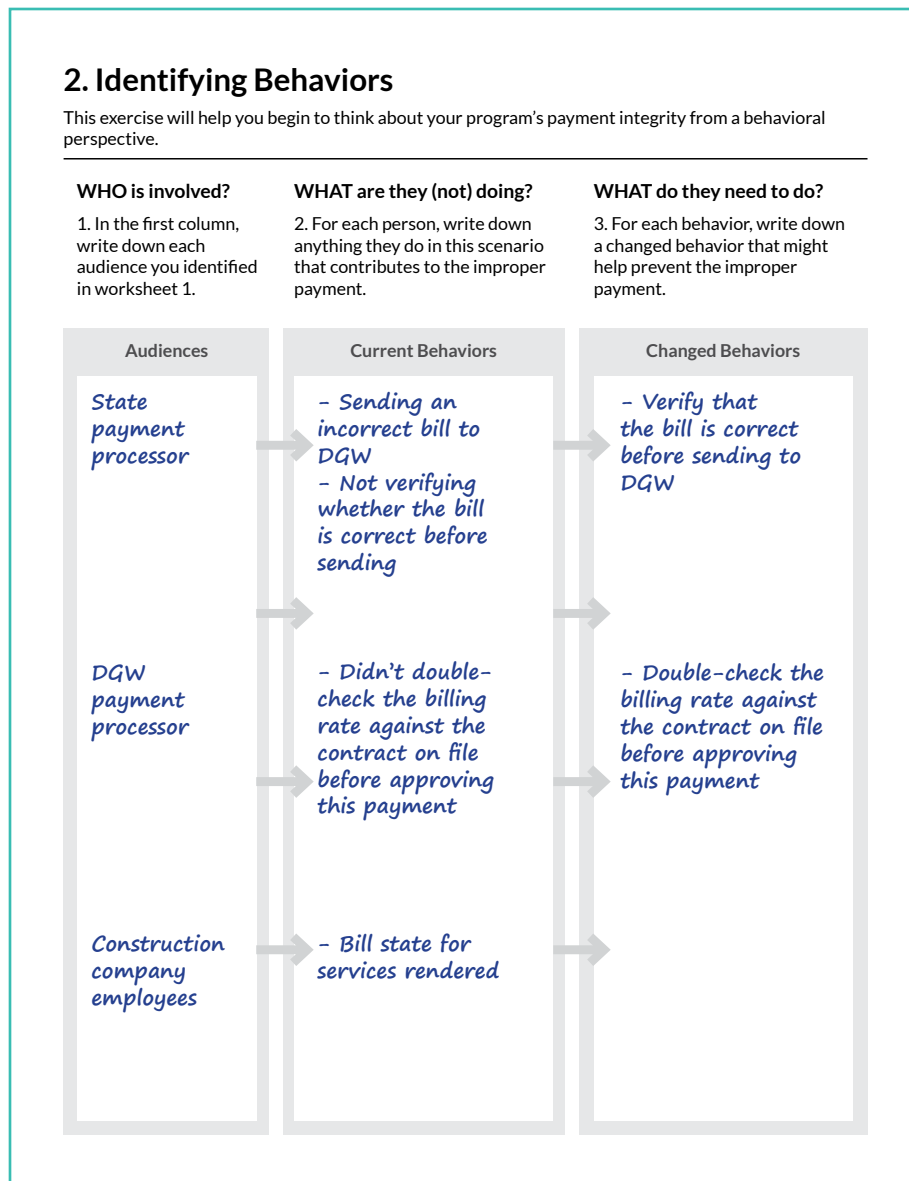 2. Identifying Behaviors
This exercise will help you begin to think about your program’s payment integrity from a behavioral
perspective.
WHO is involved?
1. In the first column,
write down each
audience you identified
in worksheet 1.
WHAT are they (not) doing?
2. For each person, write down
anything they do in this scenario
that contributes to the improper
payment.
WHAT do they need to do?
3. For each behavior, write down
a changed behavior that might
help prevent the improper
payment.
Audiences
Current Behaviors
Changed Behaviors
State
payment
processor
- Sending an
incorrect bill to
DGW
- Not verifying
whether the bill
is correct before
sending
- Verify that
the bill is correct
before sending to
DGW
DGW
payment
processor
- Didn’t double-
check the billing
rate against the
contract on file
before approving
this payment
- Double-check the
billing rate against
the contract on file
before approving
this payment
Construction
company
employees
- Bill state for
services rendered